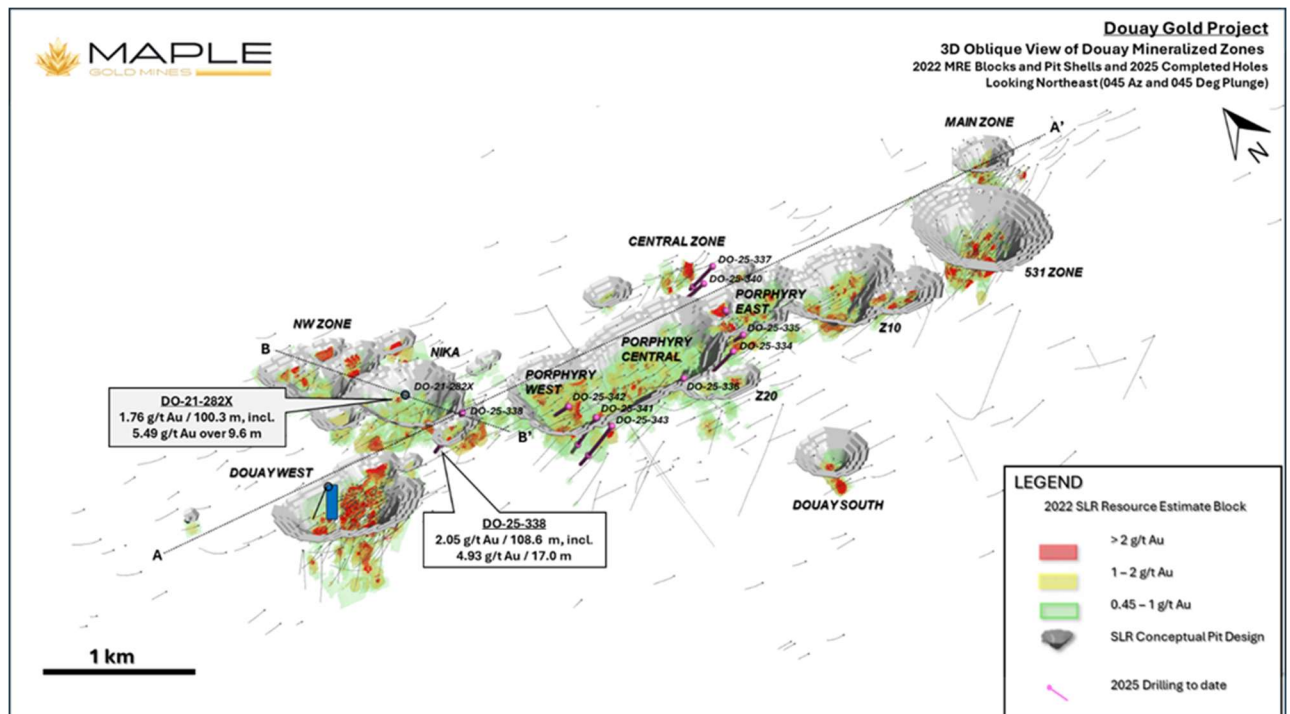 MAPLE
GOLD MINES
Douay Gold Project
3D Oblique View of Douay Mineralized Zones
2022 MRE Blocks and Pit Shells and 2025 Completed Holes
Looking Northeast (045 Az and 045 Deg Plunge)
N
MAIN ZONE
A'
531 ZONE
CENTRAL ZONE
DO-25-337
DO-25-340
PORPHYRY
EAST
DO-25-335
DO-25-334
Z10
PORPHYRY
CENTRAL
DO-25-336
Z20
PORPHYRY
WEST
DO-25-342
DO-25-341
DO-25-343
NW ZONE
B
NIKA
DO-21-282X
DO-25-338
B'
DO-21-282X
1.76 g/t Au / 100.3 m, incl.
5.49 g/t Au over 9.6 m
DOUAY WEST
A
DO-25-338
2.05 g/t Au / 108.6 m, incl.
4.93 g/t Au / 17.0 m
DOUAY SOUTH
1 km
LEGEND
2022 SLR Resource Estimate Block
> 2 g/t Au
1 – 2 g/t Au
0.45 – 1 g/t Au
SLR Conceptual Pit Design
2025 Drilling to date